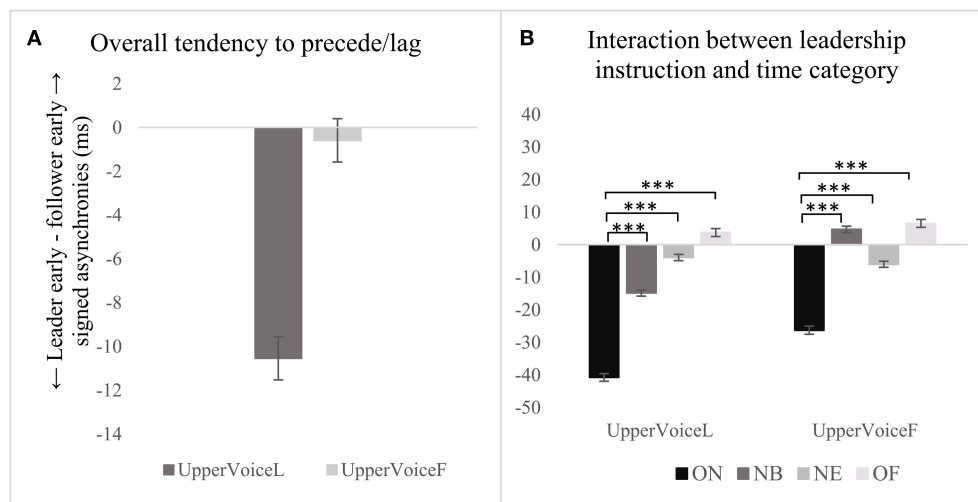 A
Overall tendency to precede/lag
← Leader early - follower early →
signed asynchronies (ms)
2
0
-2
-4
-6
-8
-10
-12
-14
UpperVoiceL UpperVoiceF
B
Interaction between leadership
instruction and time category
40
30
20
10
0
-10
-20
-30
-40
-50
***
***
***
***
***
***
UpperVoiceL UpperVoiceF
ON NB NE OF